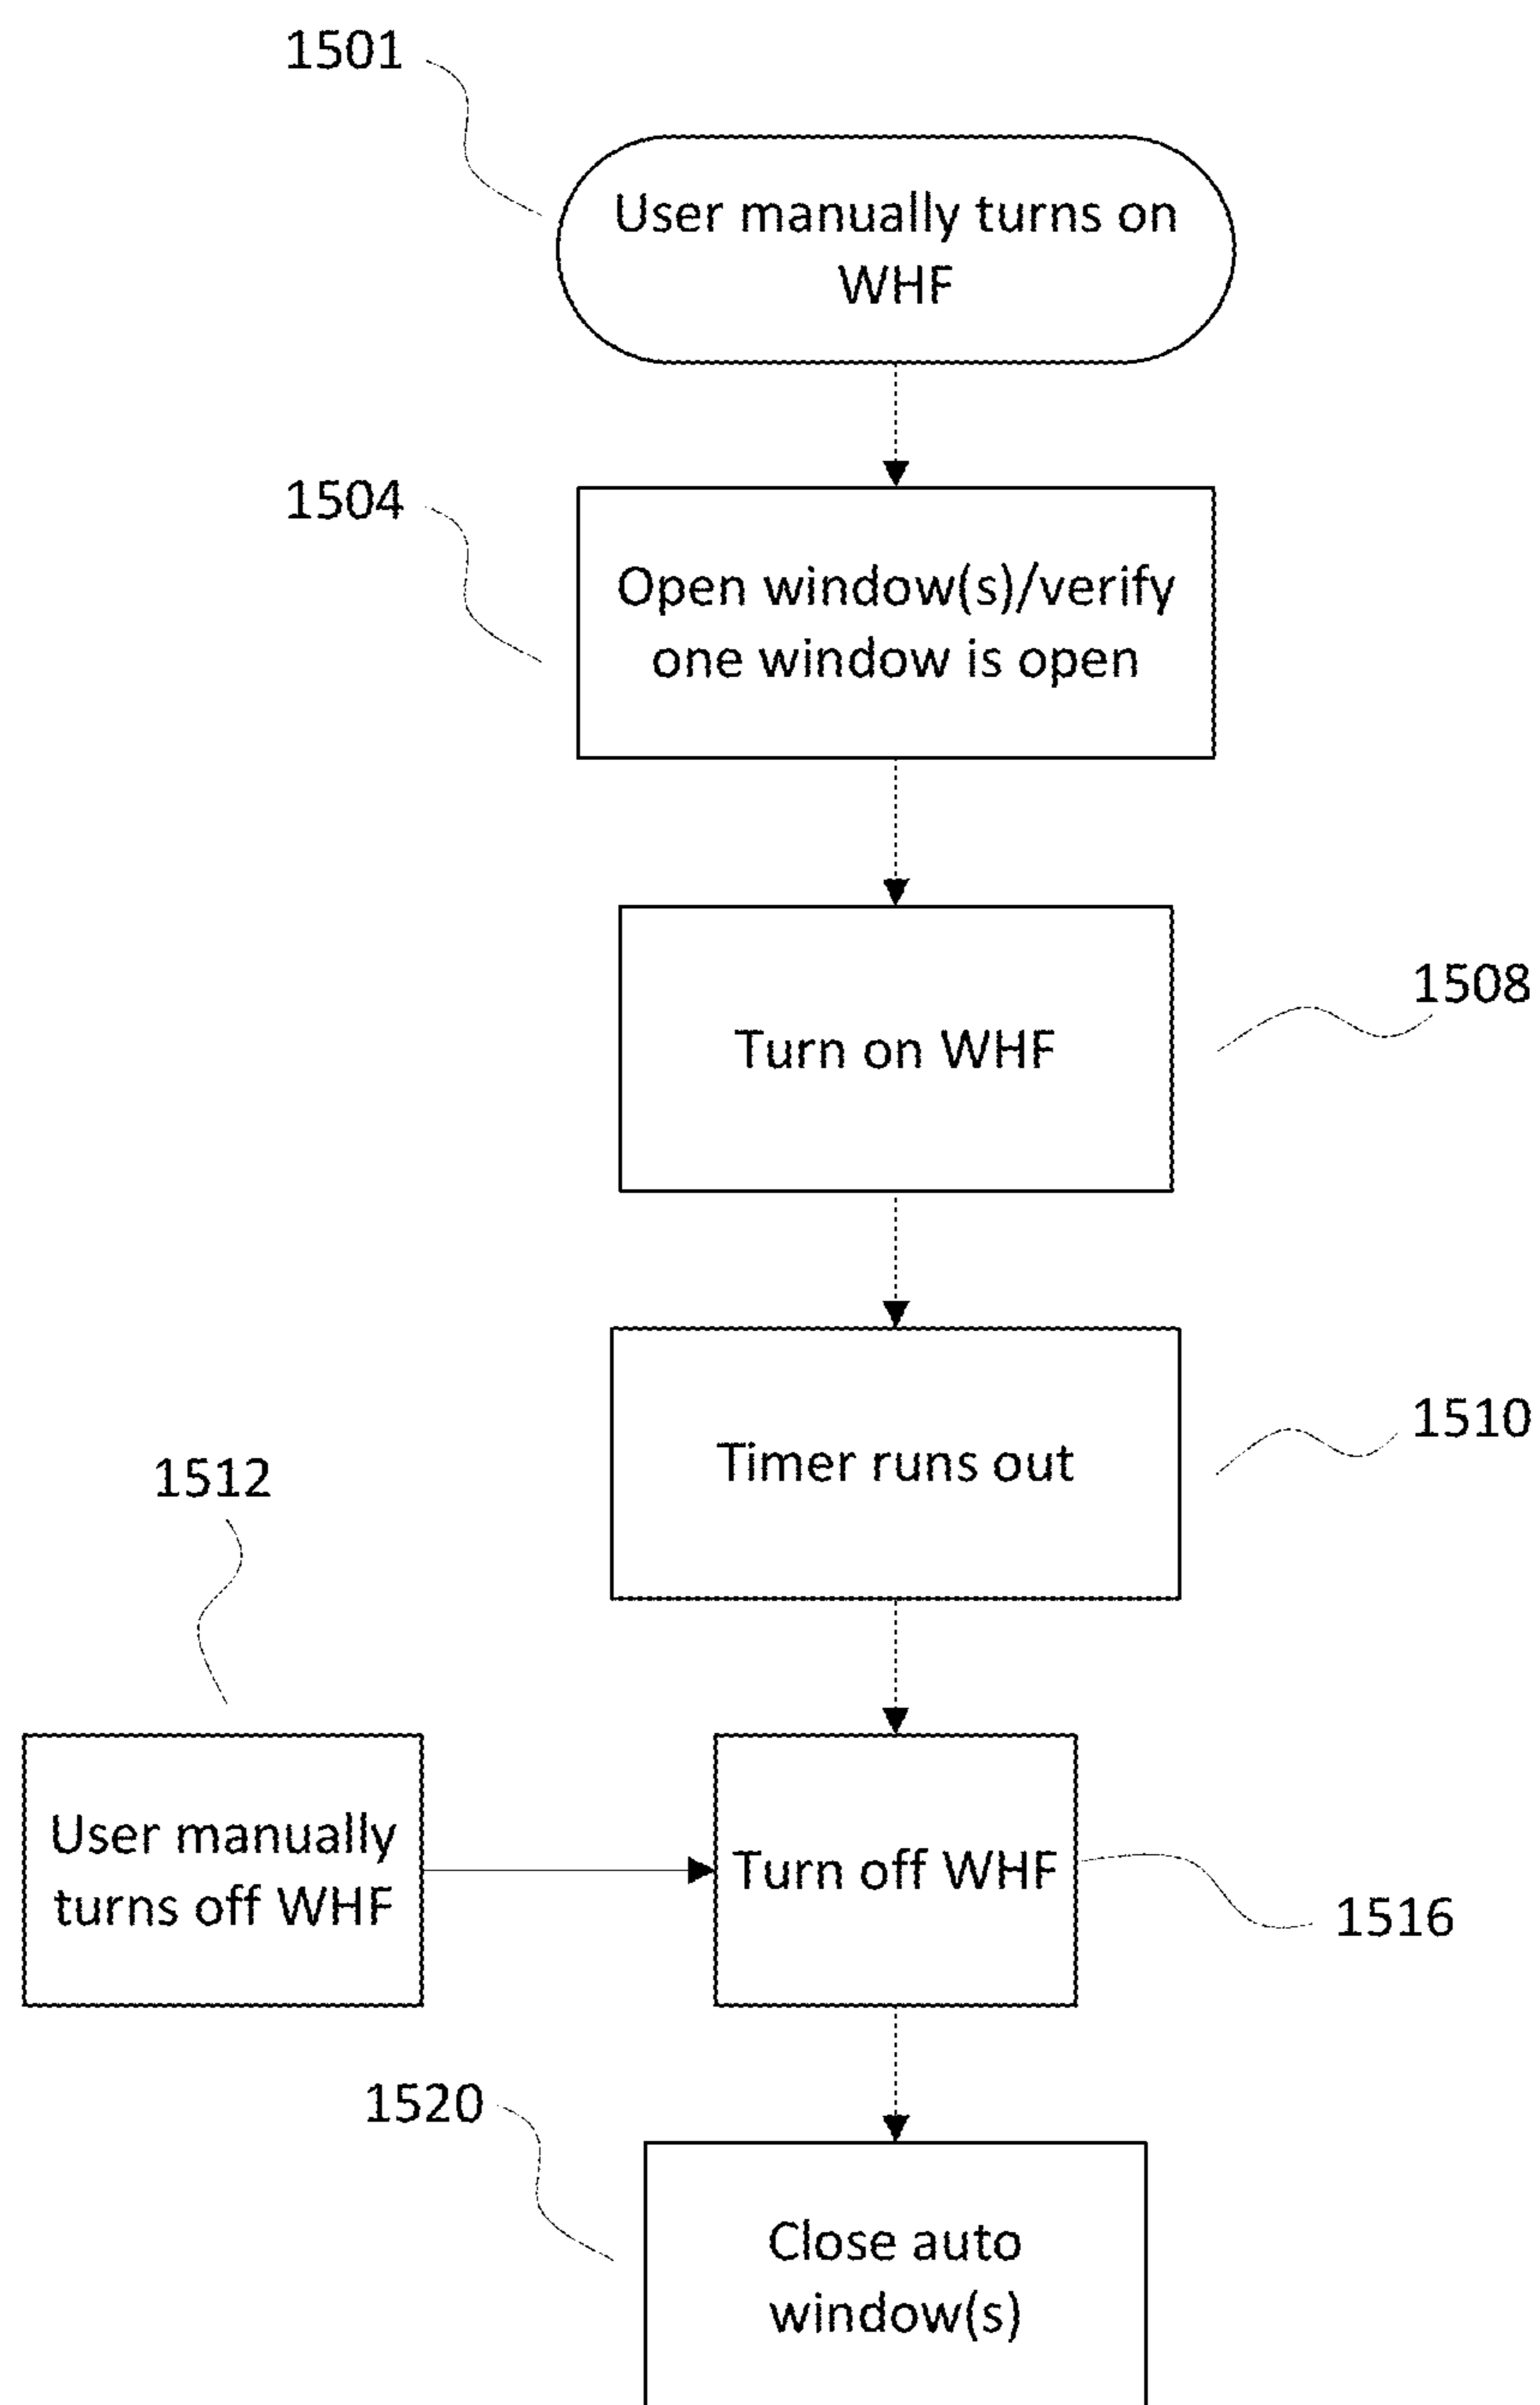 1501
User manually turns on
WHF
1504
Open window(s)/verify
one window is open
1508
Turn on WHF
1510
Timer runs out
1512
User manually
turns off WHF
Turn off WHF
1516
1520
Close auto
window(s)